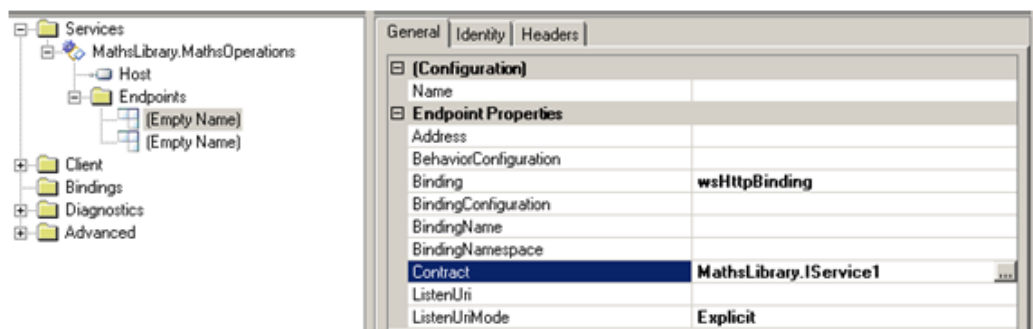 Services
MathsLibrary.MathsOperations
Host
Endpoints
(Empty Name)
(Empty Name)
Client
Bindings
Diagnostics
Advanced
General Identity Headers
(Configuration)
Name
Endpoint Properties
Address
BehaviorConfiguration
Binding wsHttpBinding
BindingConfiguration
BindingName
BindingNamespace
Contract MathsLibrary.IService1 ...
ListenUri
ListenUriMode Explicit